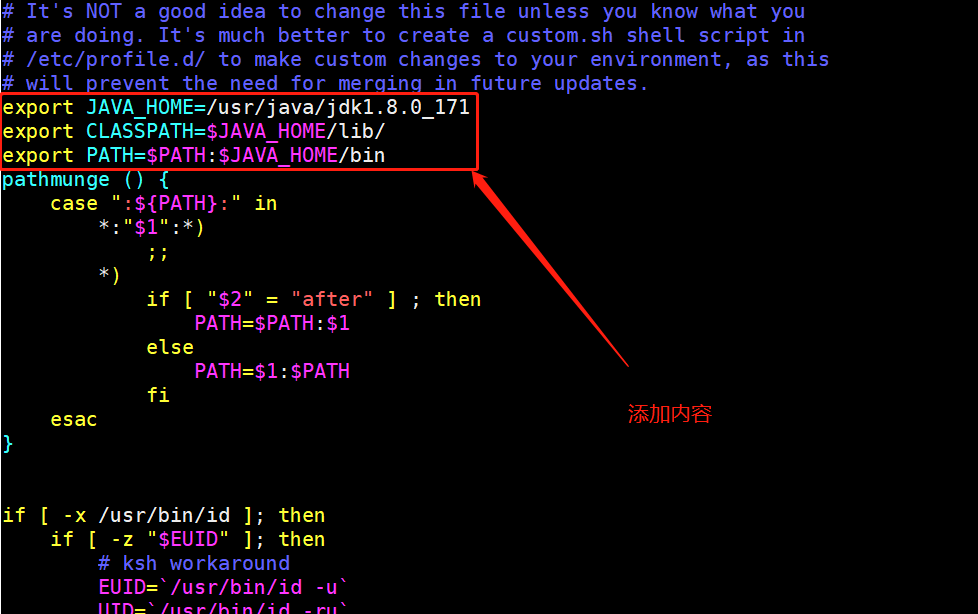 # It's NOT a good idea to change this file unless you know what you
# are doing. It's much better to create a custom.sh shell script in
# /etc/profile.d/ to make custom changes to your environment, as this
# will prevent the need for merging in future updates.
export JAVA_HOME=/usr/java/jdk1.8.0_171
export CLASSPATH=$JAVA_HOME/lib/
export PATH=$PATH:$JAVA_HOME/bin
pathmunge () {
    case ":${PATH}:" in
        *:"$1":*)
            ;;
        *)
            if [ "$2" = "after" ] ; then
                PATH=$PATH:$1
            else
                PATH=$1:$PATH
            fi
    esac
}
添加内容
if [ -x /usr/bin/id ]; then
    if [ -z "$EUID" ]; then
        # ksh workaround
        EUID=`/usr/bin/id -u`
        UID=`/usr/bin/id -ru`